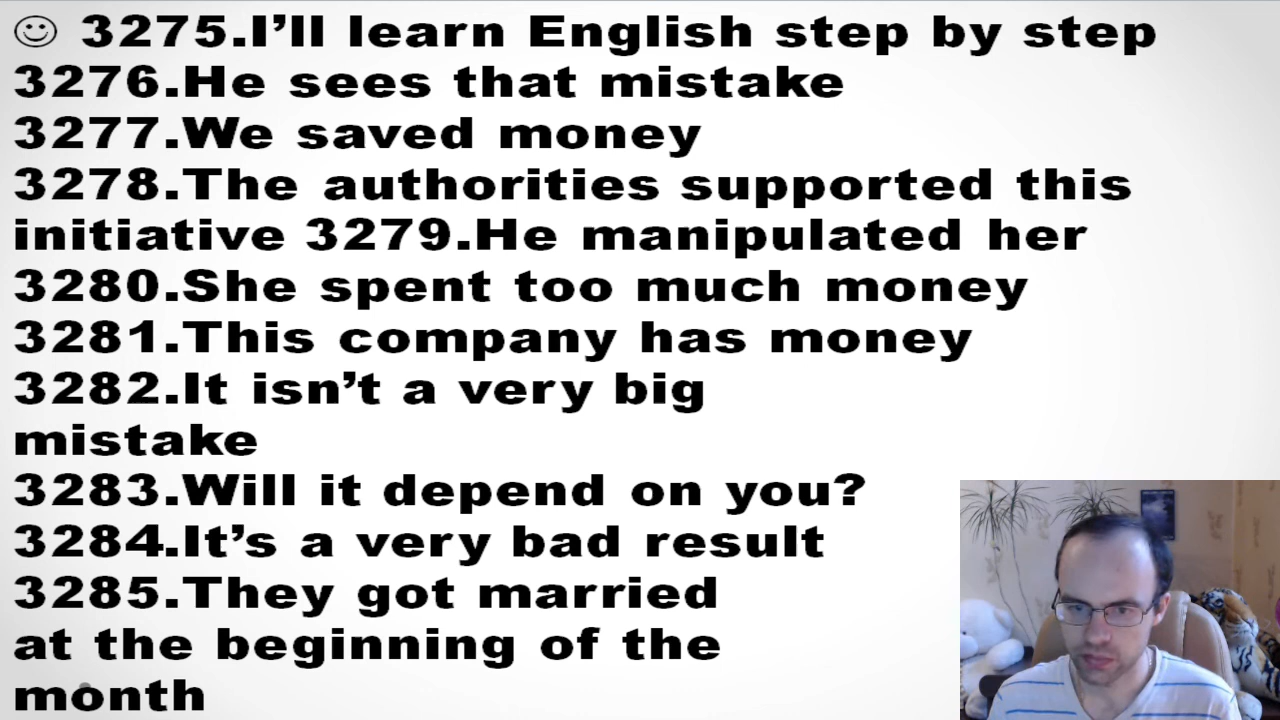 ☺ 3275.I’ll learn English step by step
3276.He sees that mistake
3277.We saved money
3278.The authorities supported this
initiative 3279.He manipulated her
3280.She spent too much money
3281.This company has money
3282.It isn’t a very big
mistake
3283.Will it depend on you?
3284.It’s a very bad result
3285.They got married
at the beginning of the
month